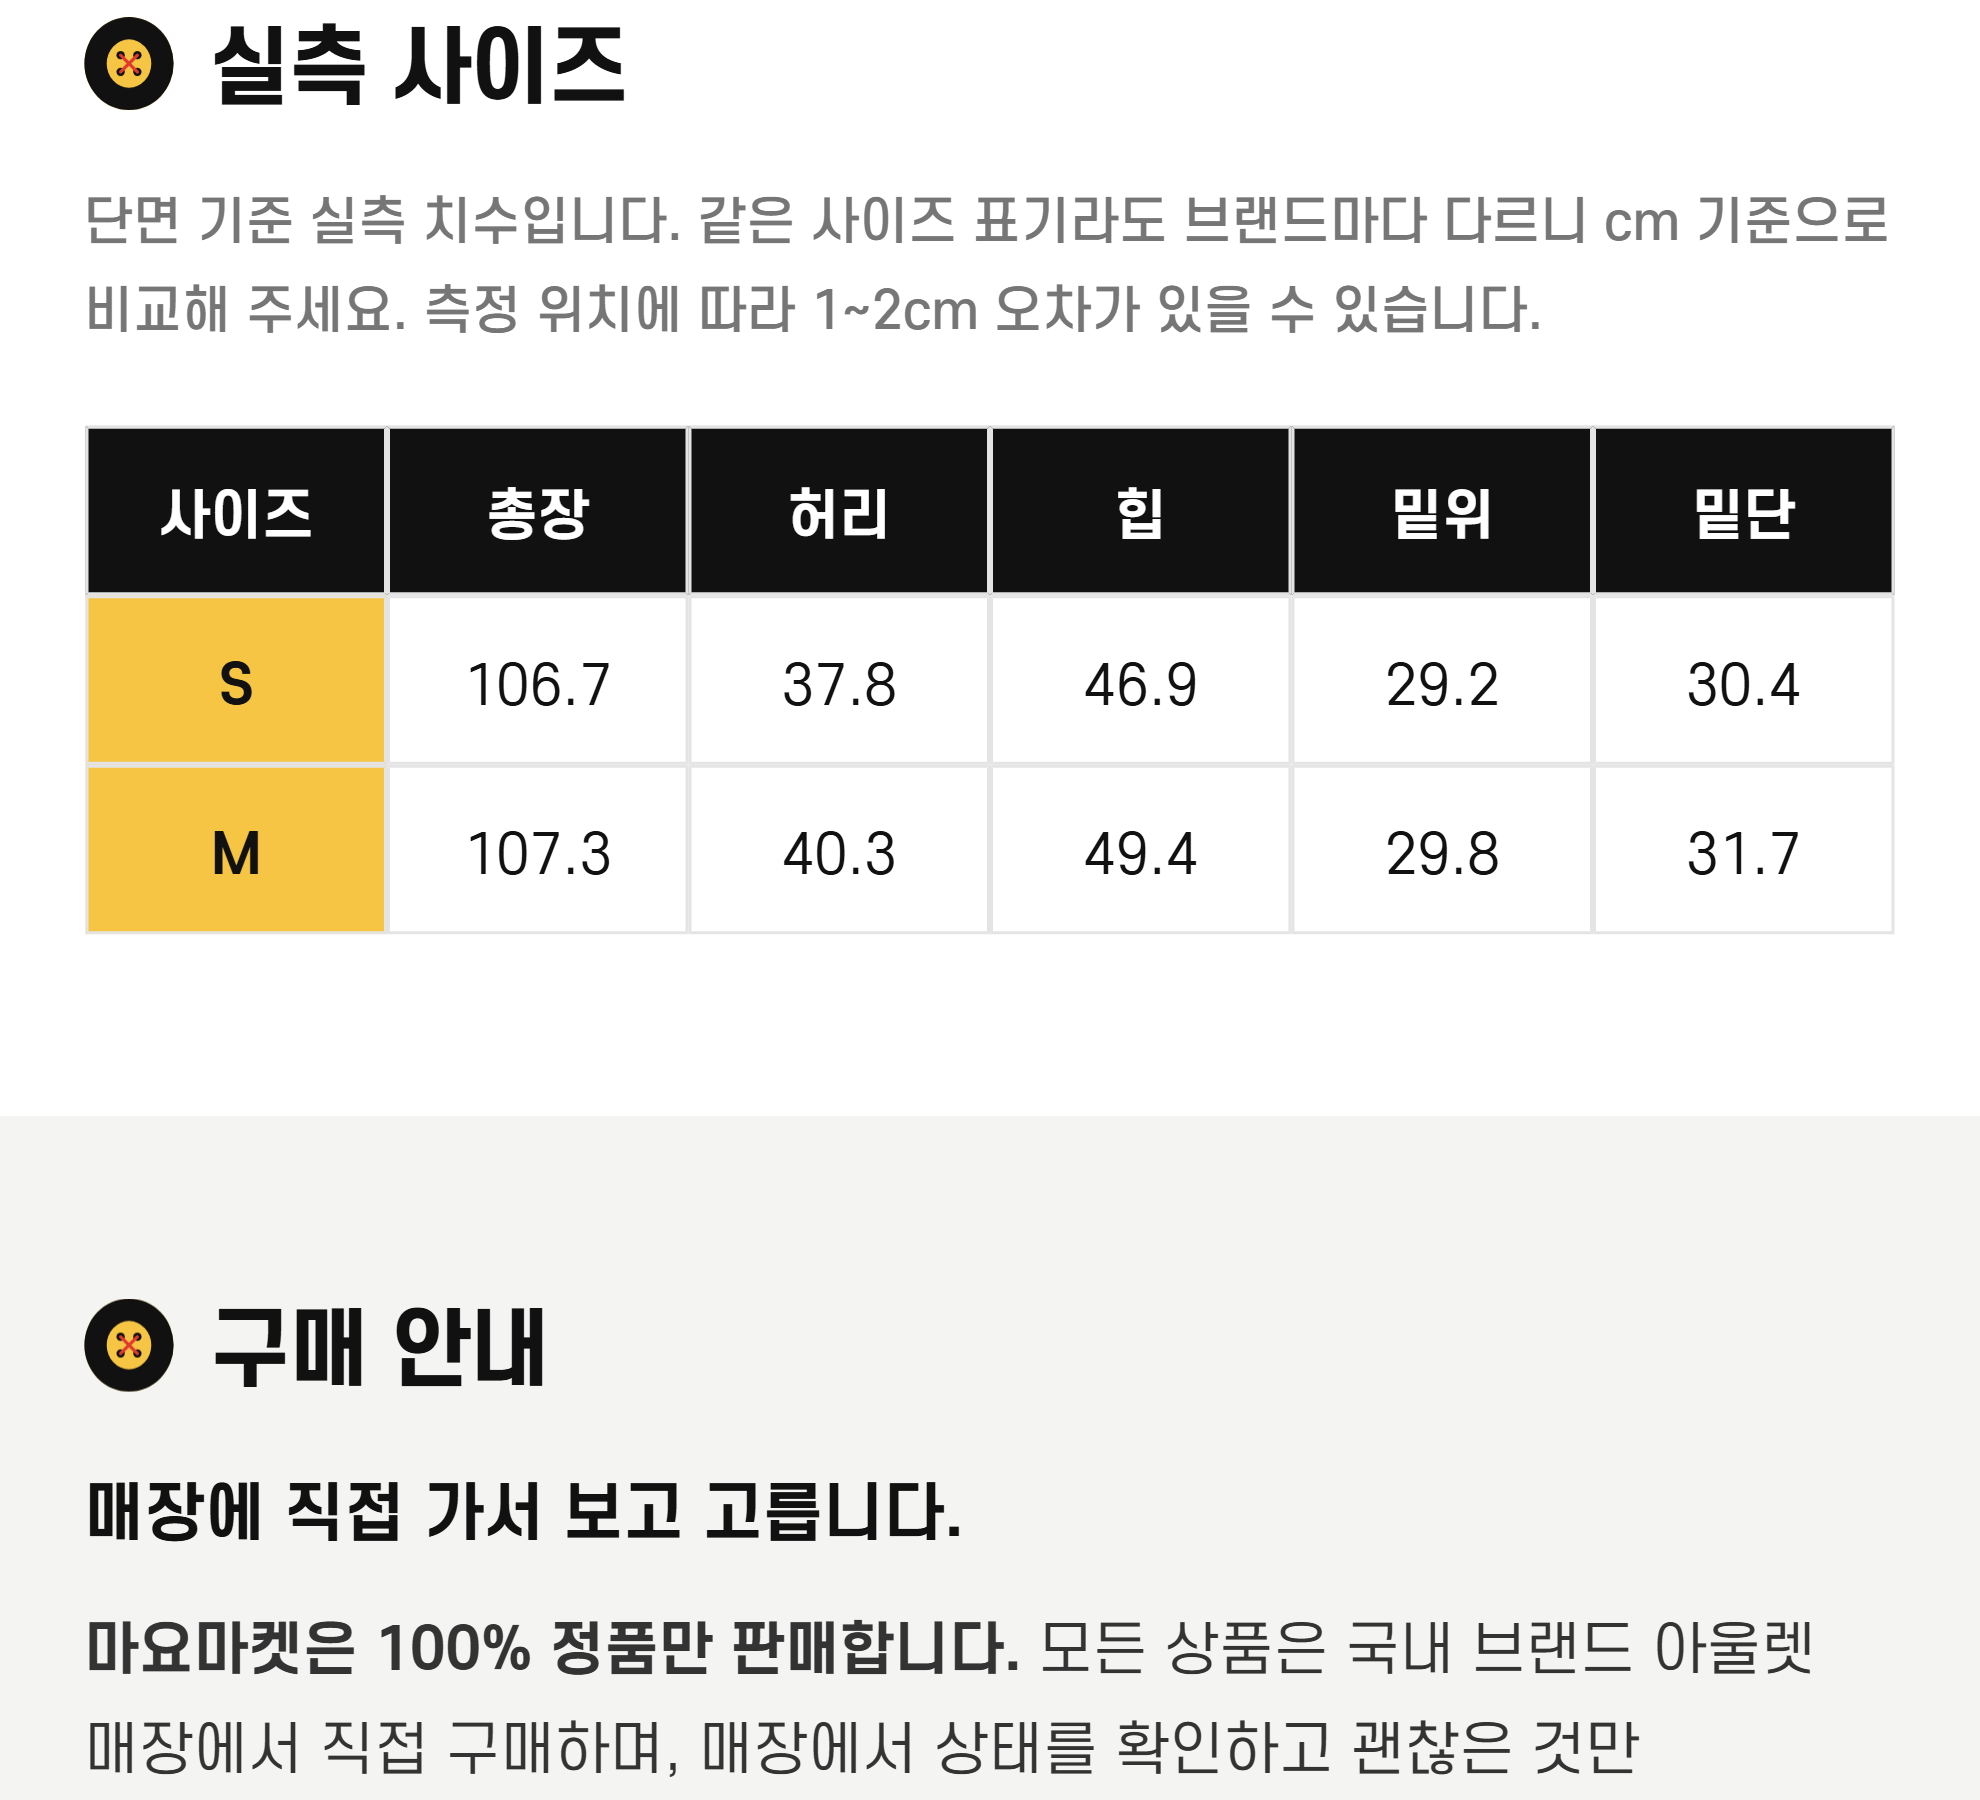 실측 사이즈
단면 기준 실측 치수입니다. 같은 사이즈 표기라도 브랜드마다 다르니 cm 기준으로
비교해 주세요. 측정 위치에 따라 1~2cm 오차가 있을 수 있습니다.
사이즈 총장 허리 힙 밑위 밑단
S 106.7 37.8 46.9 29.2 30.4
M 107.3 40.3 49.4 29.8 31.7
구매 안내
매장에 직접 가서 보고 고릅니다.
마요마켓은 100% 정품만 판매합니다. 모든 상품은 국내 브랜드 아울렛
매장에서 직접 구매하며, 매장에서 상태를 확인하고 괜찮은 것만